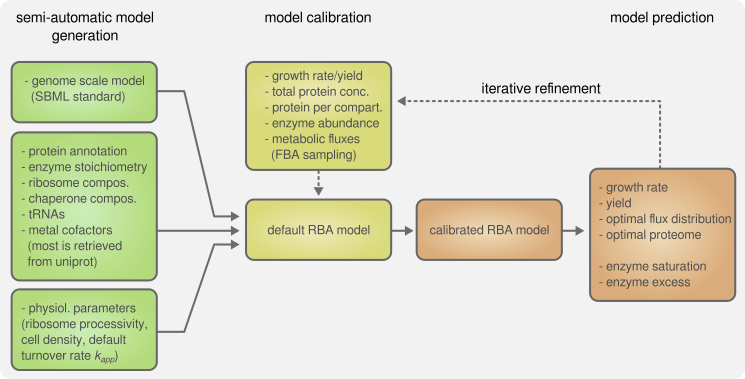 semi-automatic model
generation
- genome scale model
(SBML standard)
- protein annotation
- enzyme stoichiometry
- ribosome compos.
- chaperone compos.
- tRNAs
- metal cofactors
(most is retrieved
from uniprot)
- physiol. parameters
(ribosome processivity,
cell density, default
turnover rate kapp)
model calibration
- growth rate/yield
- total protein conc.
- protein per compart.
- enzyme abundance
- metabolic fluxes
(FBA sampling)
default RBA model
calibrated RBA model
model prediction
iterative refinement
- growth rate
- yield
- optimal flux distribution
- optimal proteome
- enzyme saturation
- enzyme excess